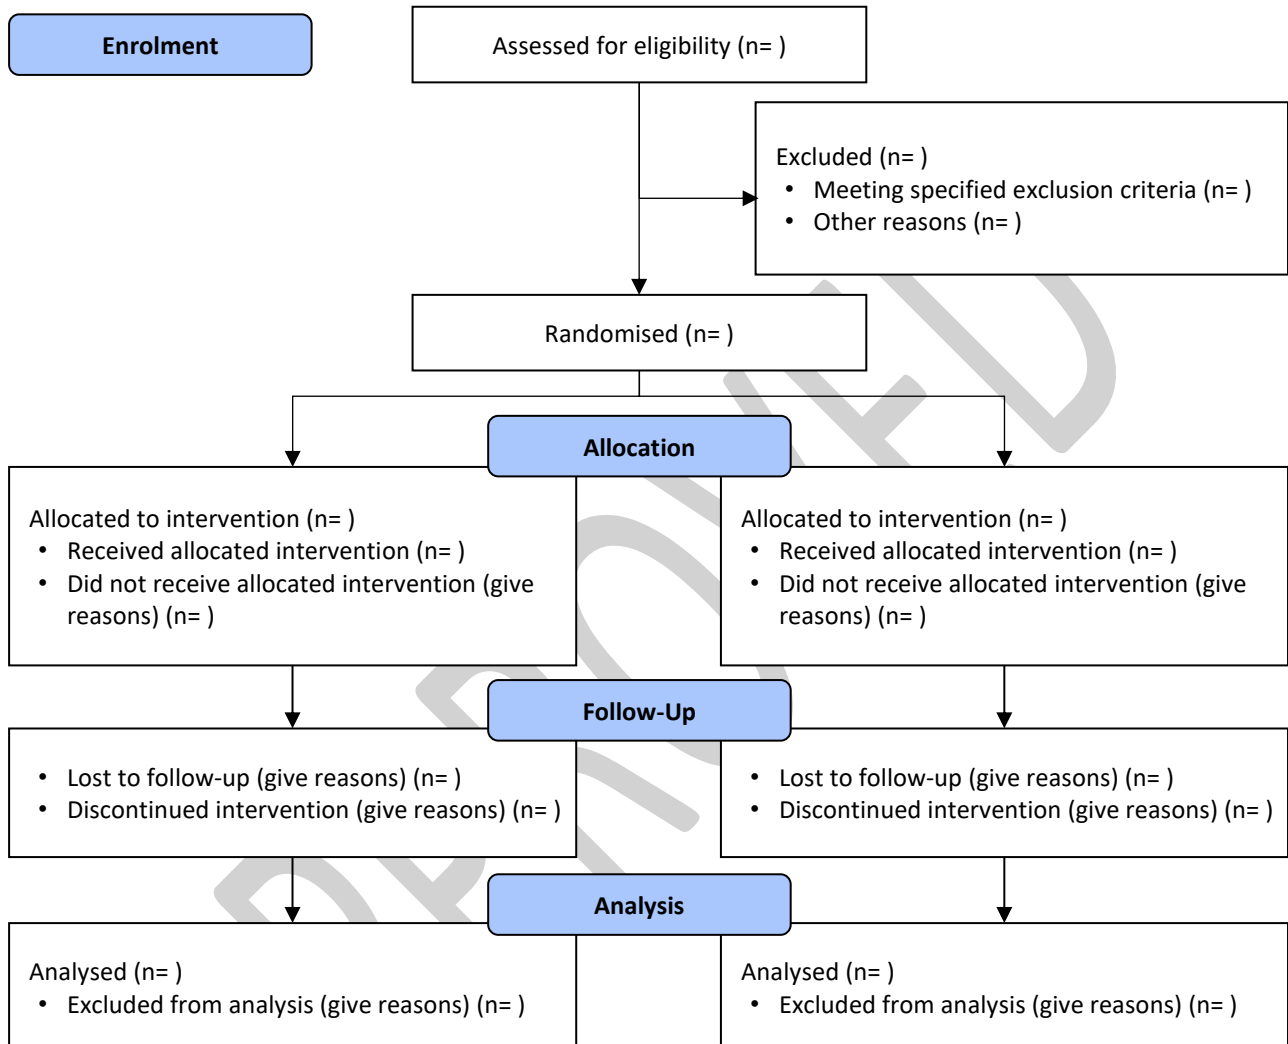 Enrolment
Assessed for eligibility (n= )
Excluded (n= )
• Meeting specified exclusion criteria (n= )
• Other reasons (n= )
Randomised (n= )
Allocation
Allocated to intervention (n= )
• Received allocated intervention (n= )
• Did not receive allocated intervention (give
reasons) (n= )
Allocated to intervention (n= )
• Received allocated intervention (n= )
• Did not receive allocated intervention (give
reasons) (n= )
Follow-Up
• Lost to follow-up (give reasons) (n= )
• Discontinued intervention (give reasons) (n= )
• Lost to follow-up (give reasons) (n= )
• Discontinued intervention (give reasons) (n= )
Analysis
Analysed (n= )
• Excluded from analysis (give reasons) (n= )
Analysed (n= )
• Excluded from analysis (give reasons) (n= )